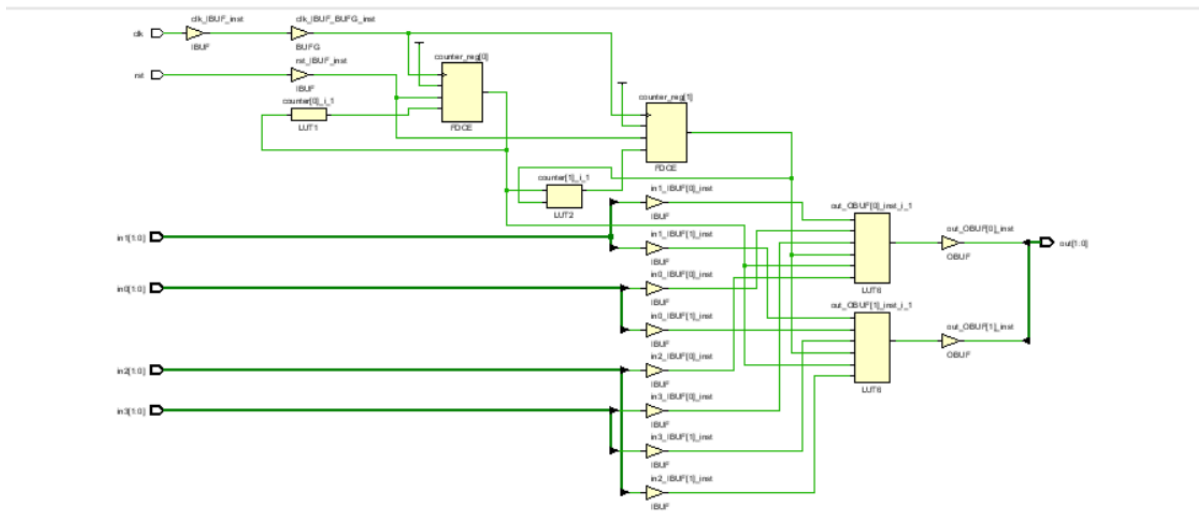 clk_IBUF_inst
clk_IBUF_BUFG_inst
clk
IBUF
BUFG
rst_IBUF_inst
counter_reg[0]
rst
IBUF
counter[0]_i_1
counter_reg[1]
LUT1
FDCE
FDCE
counter[1]_i_1
in1_IBUF[0]_inst
LUT2
out_OBUF[0]_inst_i_1
IBUF
in1[1:0]
in1_IBUF[1]_inst
out_OBUF[0]_inst
out[1:0]
IBUF
OBUF
in0_IBUF[0]_inst
in0[1:0]
IBUF
LUT6
in0_IBUF[1]_inst
out_OBUF[1]_inst_i_1
IBUF
out_OBUF[1]_inst
in2_IBUF[0]_inst
OBUF
in2[1:0]
IBUF
LUT6
in3_IBUF[0]_inst
in3[1:0]
IBUF
in3_IBUF[1]_inst
IBUF
in2_IBUF[1]_inst
IBUF